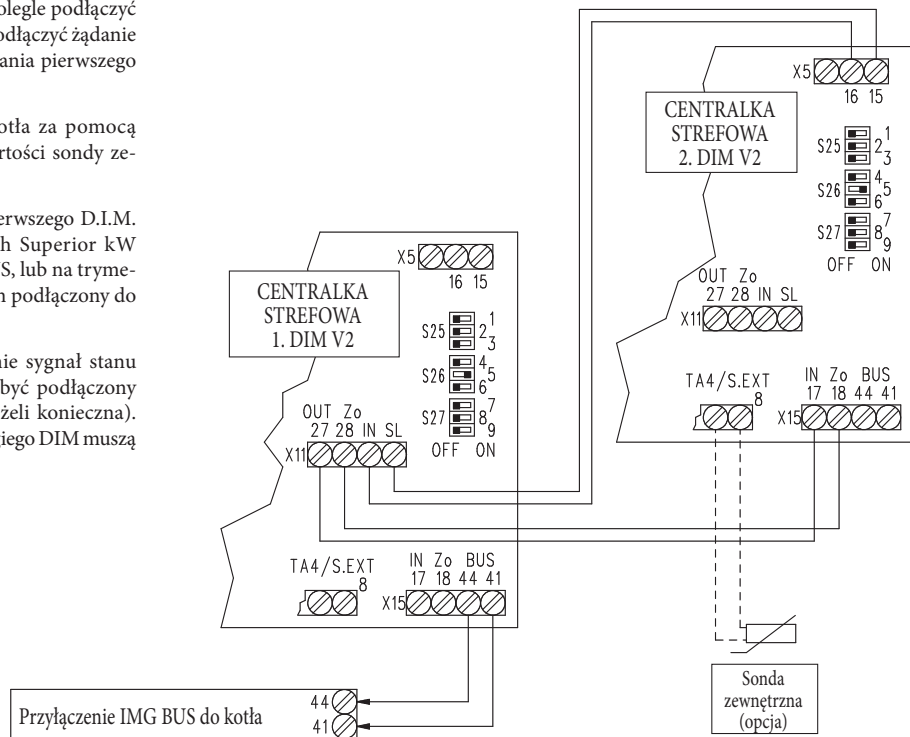 olegle podłączyć
odłączyć żądanie
ania pierwszego
otła za pomocą
rtości sondy ze-
erwszego D.I.M.
h Superior kW
S, lub na tryme-
n podłączony do
nie sygnał stanu
być podłączony
żeli konieczna).
giego DIM muszą
X5
16 15
CENTRALKA
STREFOWA
2. DIM V2
S25
1
2
3
S26
4
5
6
S27
7
8
9
OFF ON
OUT Zo
27 28 IN SL
X11
TA4/S.EXT
8
IN Zo BUS
17 18 44 41
X15
X5
16 15
CENTRALKA
STREFOWA
1. DIM V2
S25
1
2
3
S26
4
5
6
S27
7
8
9
OFF ON
OUT Zo
27 28 IN SL
X11
TA4/S.EXT
8
IN Zo BUS
17 18 44 41
X15
Sonda
zewnętrzna
(opcja)
Przyłączenie IMG BUS do kotła
44
41